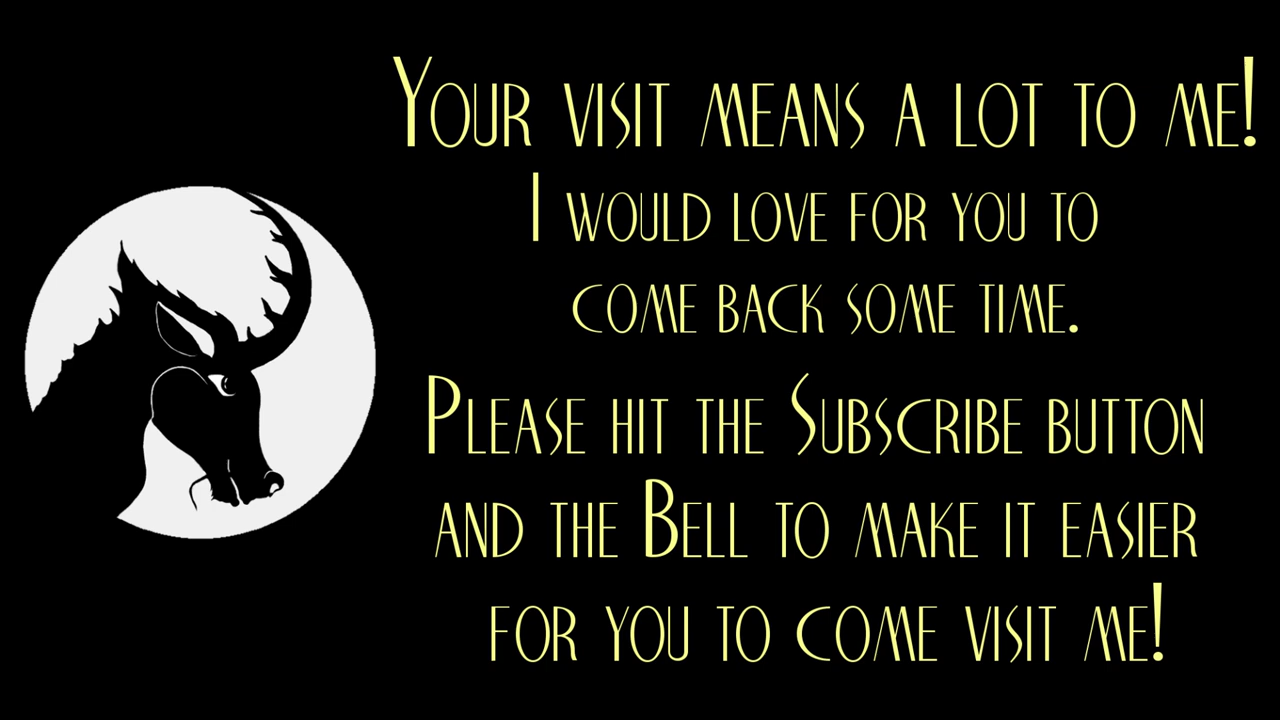 Your visit means a lot to me!
I would love for you to
come back some time.
Please hit the Subscribe button
and the Bell to make it easier
for you to come visit me!